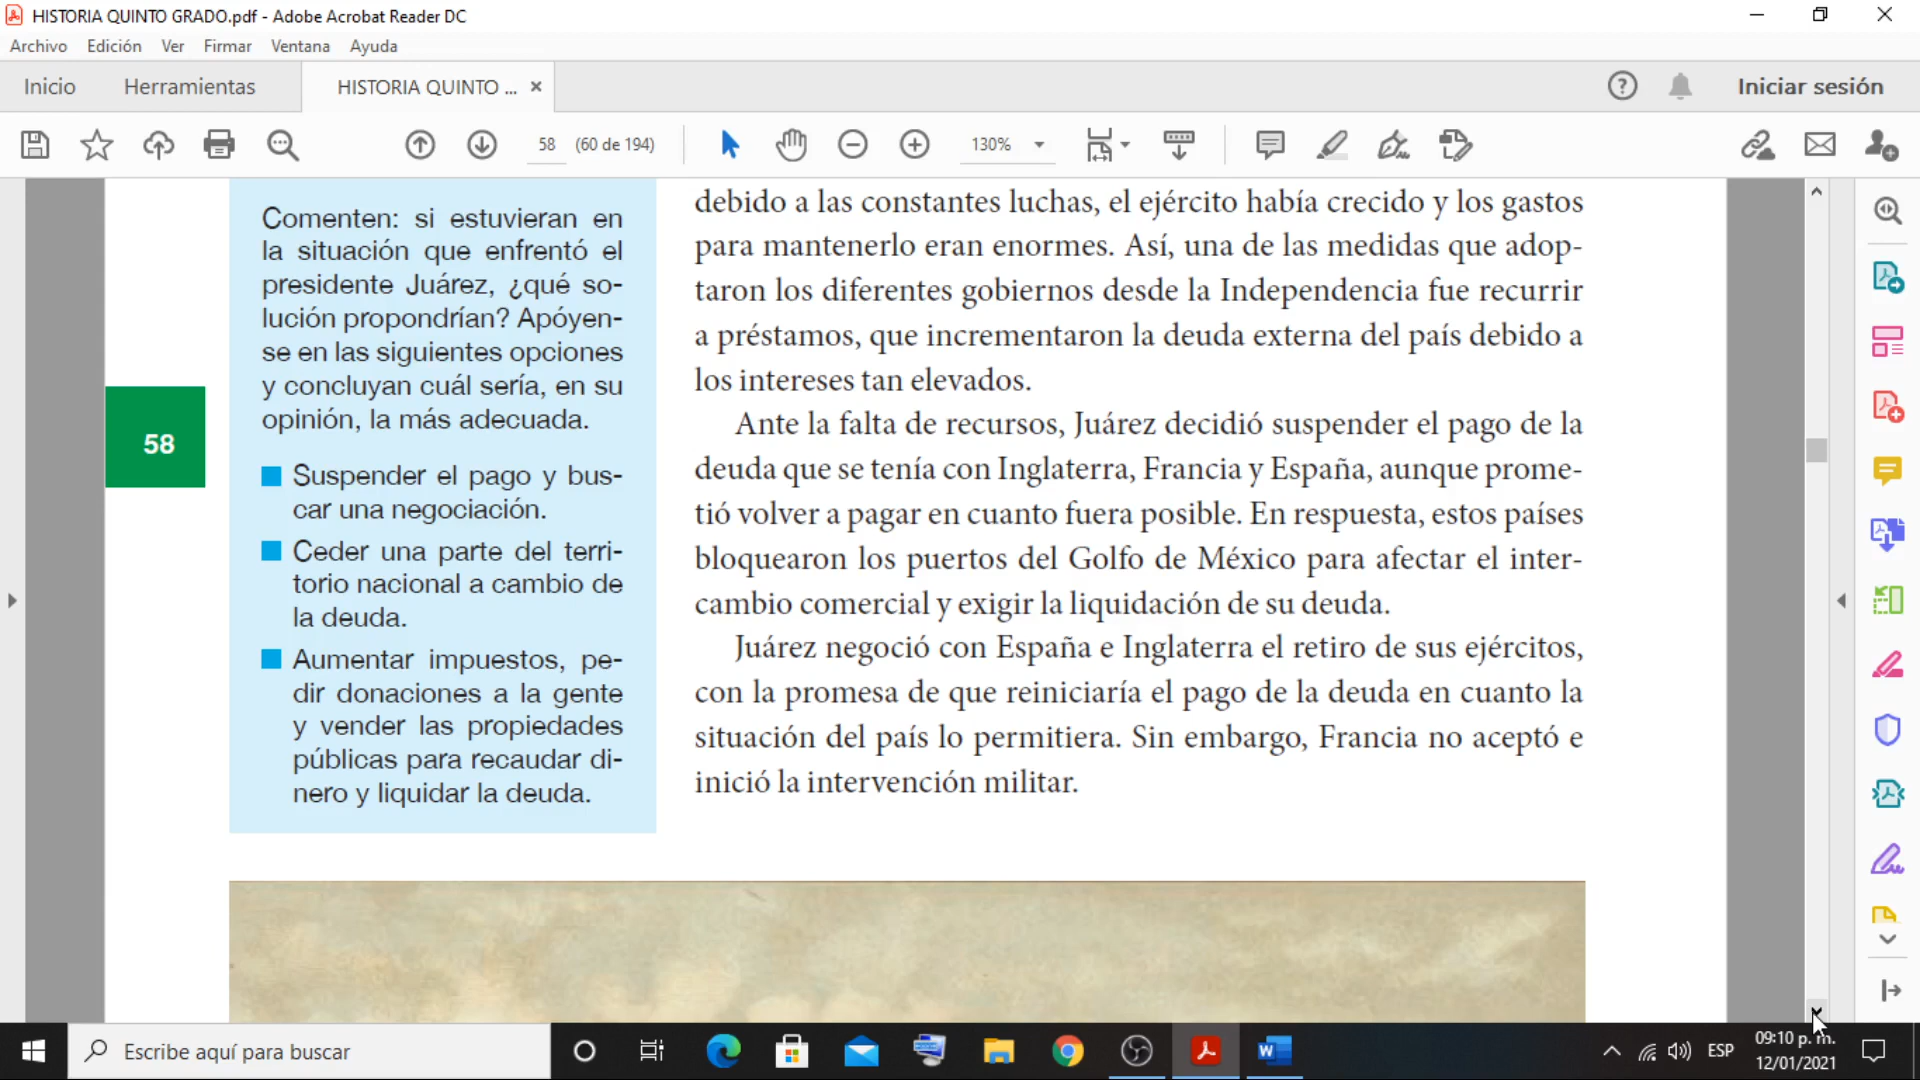 HISTORIA QUINTO GRADO.pdf - Adobe Acrobat Reader DC
Archivo Edición Ver Firmar Ventana Ayuda
Inicio Herramientas HISTORIA QUINTO ... × Iniciar sesión
58 (60 de 194) 130%
Comenten: si estuvieran en
la situación que enfrentó el
presidente Juárez, ¿qué so-
lución propondrían? Apóyen-
se en las siguientes opciones
y concluyan cuál sería, en su
opinión, la más adecuada.
58
Suspender el pago y bus-
car una negociación.
Ceder una parte del terri-
torio nacional a cambio de
la deuda.
Aumentar impuestos, pe-
dir donaciones a la gente
y vender las propiedades
públicas para recaudar di-
nero y liquidar la deuda.
debido a las constantes luchas, el ejército había crecido y los gastos
para mantenerlo eran enormes. Así, una de las medidas que adop-
taron los diferentes gobiernos desde la Independencia fue recurrir
a préstamos, que incrementaron la deuda externa del país debido a
los intereses tan elevados.
Ante la falta de recursos, Juárez decidió suspender el pago de la
deuda que se tenía con Inglaterra, Francia y España, aunque prome-
tió volver a pagar en cuanto fuera posible. En respuesta, estos países
bloquearon los puertos del Golfo de México para afectar el inter-
cambio comercial y exigir la liquidación de su deuda.
Juárez negoció con España e Inglaterra el retiro de sus ejércitos,
con la promesa de que reiniciaría el pago de la deuda en cuanto la
situación del país lo permitiera. Sin embargo, Francia no aceptó e
inició la intervención militar.
Escribe aquí para buscar
ESP
09:10 p. m.
12/01/2021